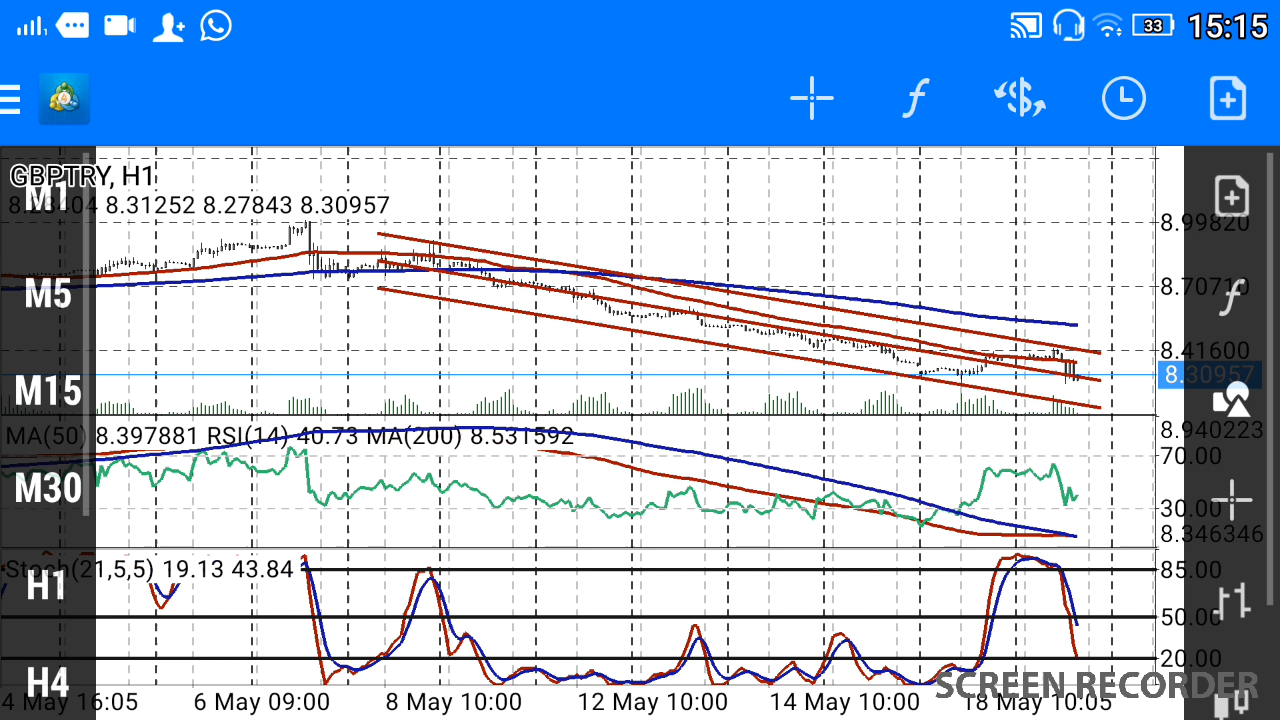 33 15:15
GBPTRY, H1
M1
8.28404 8.31252 8.27843 8.30957
8.99820
M5
8.70710
8.41600
M15
8.30957
MA(50) 8.397881 RSI(14) 40.73 MA(200) 8.531592
8.940223
70.00
M30
30.00
8.346346
Stoch(21,5,5) 19.13 43.84
85.00
H1
50.00
20.00
H4
SCREEN RECORDER
4 May 16:05 6 May 09:00 8 May 10:00 12 May 10:00 14 May 10:00 18 May 10:05